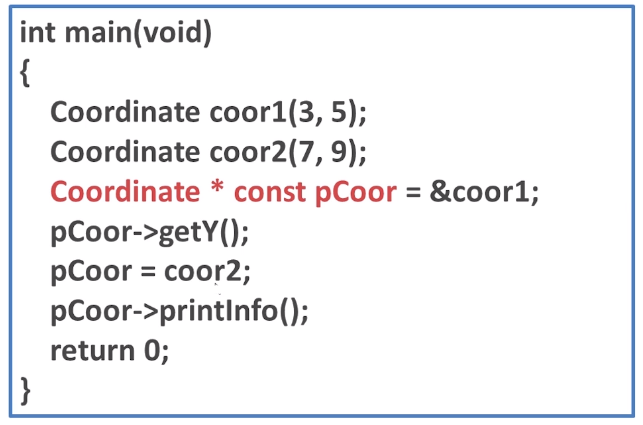 int main(void)
{
Coordinate coor1(3, 5);
Coordinate coor2(7, 9);
Coordinate * const pCoor = &coor1;
pCoor->getY();
pCoor = coor2;
pCoor->printInfo();
return 0;
}